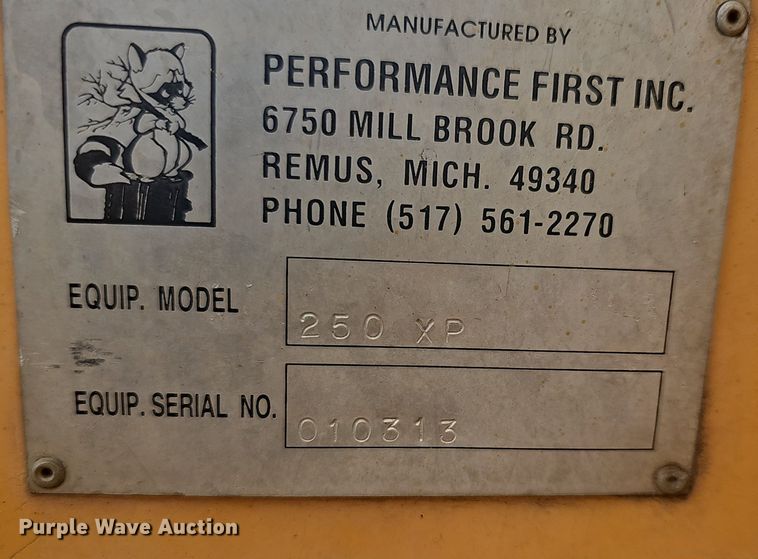 MANUFACTURED BY
PERFORMANCE FIRST INC.
6750 MILL BROOK RD.
REMUS, MICH. 49340
PHONE (517) 561-2270
EQUIP. MODEL 250 XP
EQUIP. SERIAL NO. 010313
Purple Wave Auction